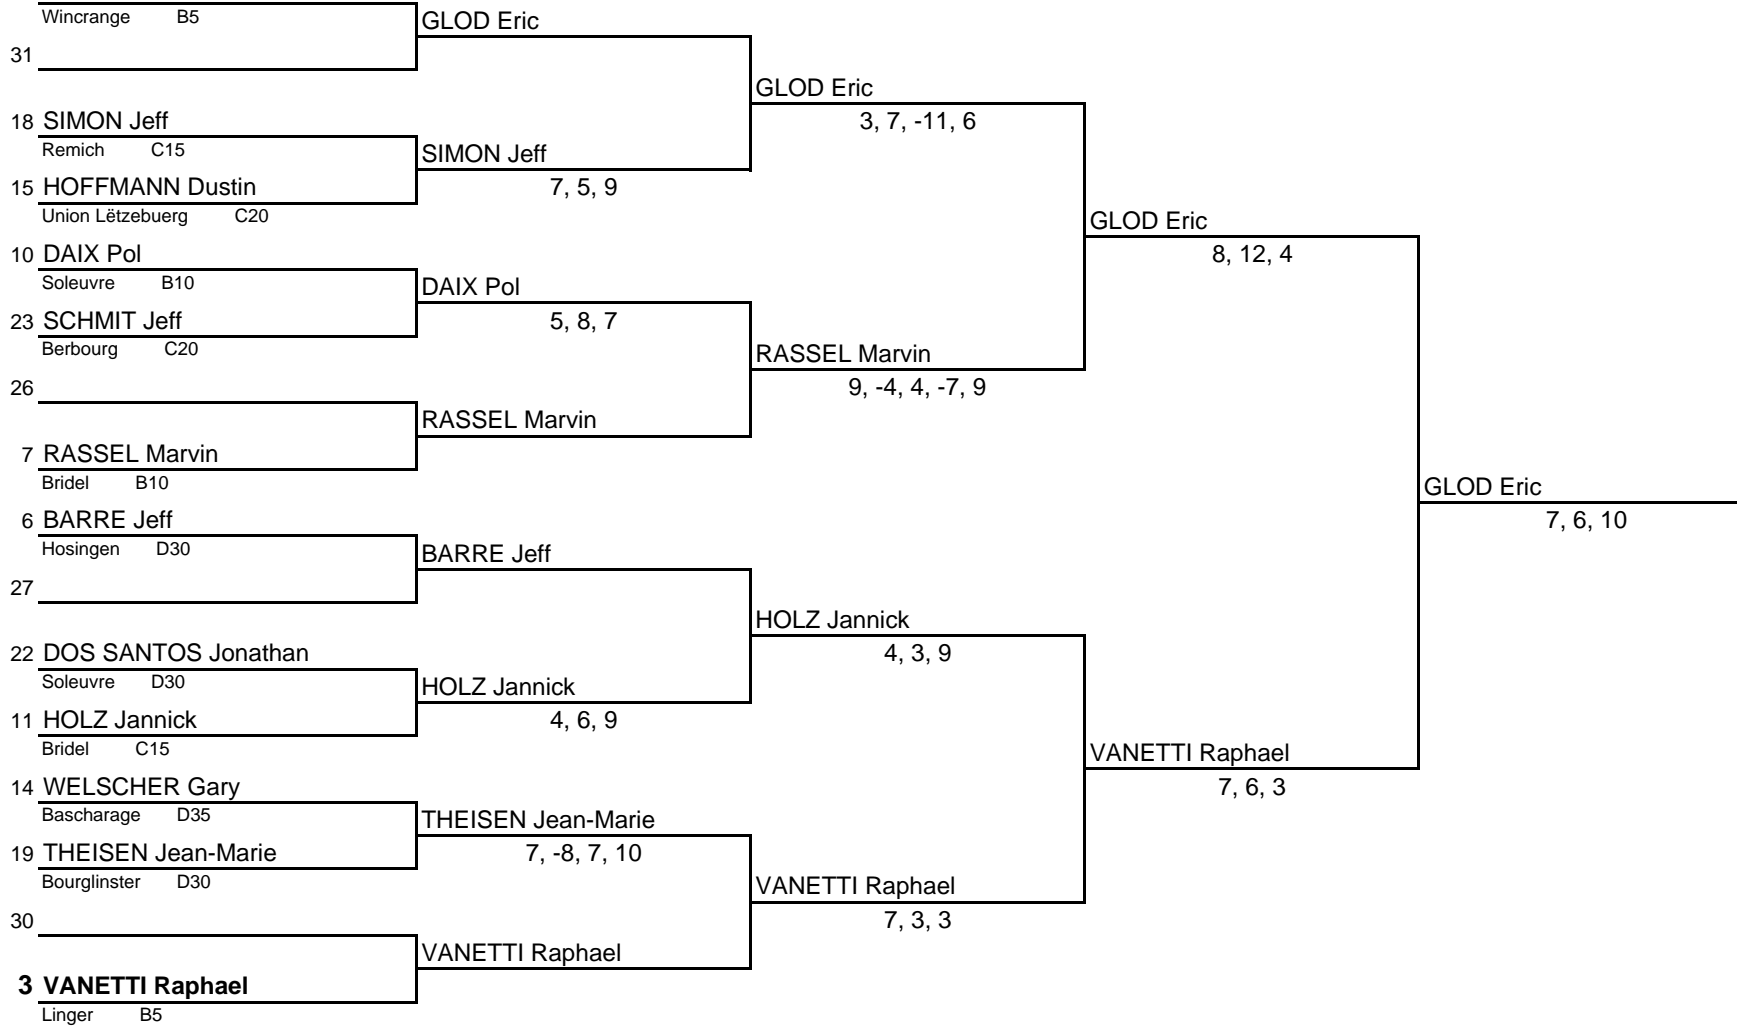 Wincrange B5
GLOD Eric
31
GLOD Eric
3, 7, -11, 6
18 SIMON Jeff
Remich C15
SIMON Jeff
7, 5, 9
15 HOFFMANN Dustin
Union Lëtzebuerg C20
GLOD Eric
8, 12, 4
10 DAIX Pol
Soleuvre B10
DAIX Pol
5, 8, 7
23 SCHMIT Jeff
Berbourg C20
RASSEL Marvin
9, -4, 4, -7, 9
26
RASSEL Marvin
7 RASSEL Marvin
Bridel B10
GLOD Eric
7, 6, 10
6 BARRE Jeff
Hosingen D30
BARRE Jeff
27
HOLZ Jannick
4, 3, 9
22 DOS SANTOS Jonathan
Soleuvre D30
HOLZ Jannick
4, 6, 9
11 HOLZ Jannick
Bridel C15
VANETTI Raphael
7, 6, 3
14 WELSCHER Gary
Bascharage D35
THEISEN Jean-Marie
7, -8, 7, 10
19 THEISEN Jean-Marie
Bourglinster D30
VANETTI Raphael
7, 3, 3
30
VANETTI Raphael
3 VANETTI Raphael
Linger B5